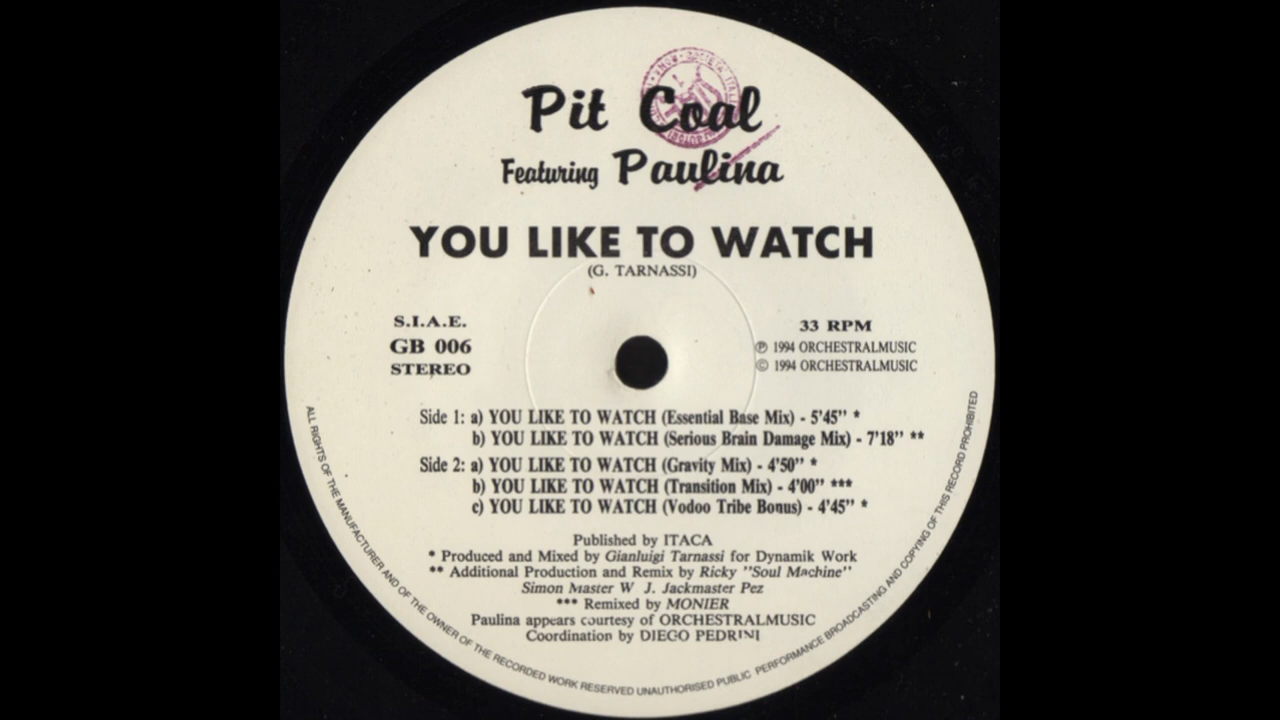 Pit Coal
Featuring Paulina
YOU LIKE TO WATCH
(G. TARNASSI)
S.I.A.E.
GB 006
STEREO
33 RPM
℗ 1994 ORCHESTRALMUSIC
© 1994 ORCHESTRALMUSIC
Side 1: a) YOU LIKE TO WATCH (Essential Base Mix) - 5'45" *
b) YOU LIKE TO WATCH (Serious Brain Damage Mix) - 7'18" **
Side 2: a) YOU LIKE TO WATCH (Gravity Mix) - 4'50" *
b) YOU LIKE TO WATCH (Transition Mix) - 4'00" ***
c) YOU LIKE TO WATCH (Vodoo Tribe Bonus) - 4'45" *
Published by ITACA
* Produced and Mixed by Gianluigi Tarnassi for Dynamik Work
** Additional Production and Remix by Ricky "Soul Machine"
Simon Master W J. Jackmaster Pez
*** Remixed by MONIER
Paulina appears courtesy of ORCHESTRALMUSIC
Coordination by DIEGO PEDRINI
ALL RIGHTS OF THE MANUFACTURER AND OF THE OWNER OF THE RECORDED WORK RESERVED UNAUTHORISED PUBLIC PERFORMANCE BROADCASTING AND COPYING OF THIS RECORD PROHIBITED